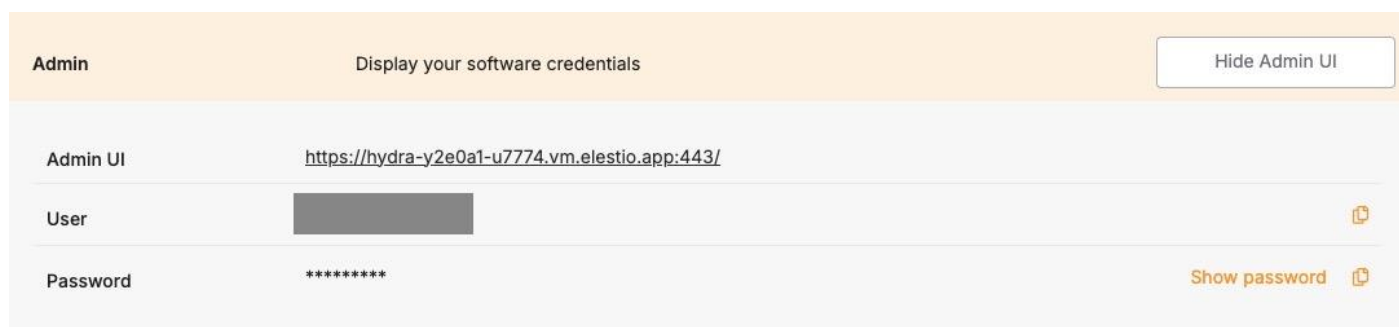 Admin Display your software credentials Hide Admin UI
Admin UI https://hydra-y2e0a1-u7774.vm.elestio.app:443/
User
Password ********* Show password